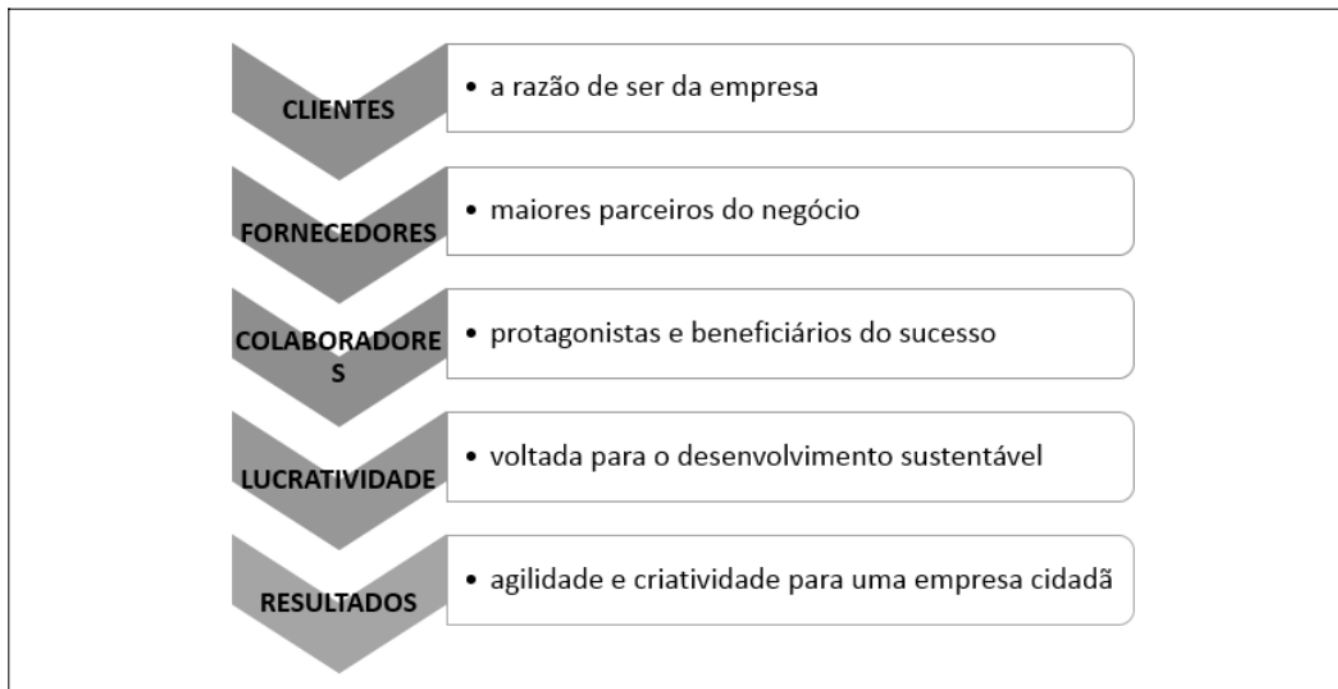 CLIENTES
• a razão de ser da empresa
FORNECEDORES
• maiores parceiros do negócio
COLABORADORE
S
• protagonistas e beneficiários do sucesso
LUCRATIVIDADE
• voltada para o desenvolvimento sustentável
RESULTADOS
• agilidade e criatividade para uma empresa cidadã